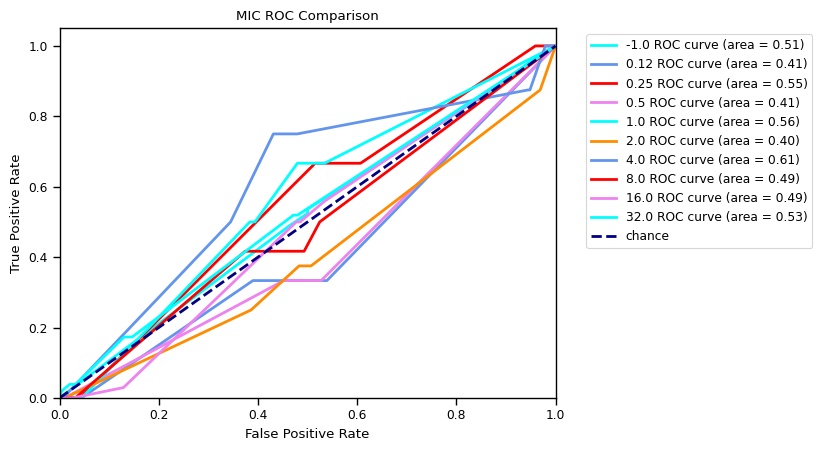 MIC ROC Comparison
1.0
0.8
0.6
0.4
0.2
0.0
True Positive Rate
0.0 0.2 0.4 0.6 0.8 1.0
False Positive Rate
-1.0 ROC curve (area = 0.51)
0.12 ROC curve (area = 0.41)
0.25 ROC curve (area = 0.55)
0.5 ROC curve (area = 0.41)
1.0 ROC curve (area = 0.56)
2.0 ROC curve (area = 0.40)
4.0 ROC curve (area = 0.61)
8.0 ROC curve (area = 0.49)
16.0 ROC curve (area = 0.49)
32.0 ROC curve (area = 0.53)
chance